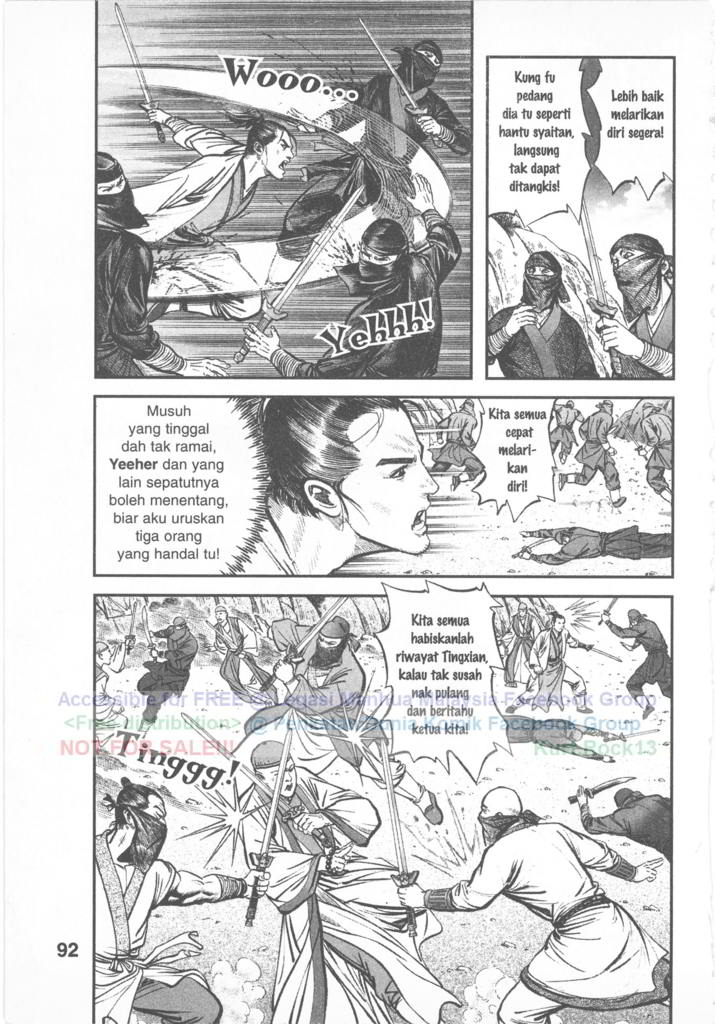 Wooo...
Yehhh!
Kung fu
pedang
dia tu seperti
hantu syaitan,
langsung
tak dapat
ditangkis!
Lebih baik
melarikan
diri segera!
Musuh
yang tinggal
dah tak ramai,
Yeeher dan yang
lain sepatutnya
boleh menentang,
biar aku uruskan
tiga orang
yang handal tu!
Kita semua
cepat
melari-
kan
diri!
Kita semua
habiskanlah
riwayat Tingxian,
kalau tak susah
nak pulang
dan beritahu
ketua kita!
Accessible for FREE @ Legasi Manhua Malaysia Facebook Group
<Free distribution> @ Peminat Dunia Komik Facebook Group
NOT FOR SALE!!!
Kurt Rock13
Tinggg!
92